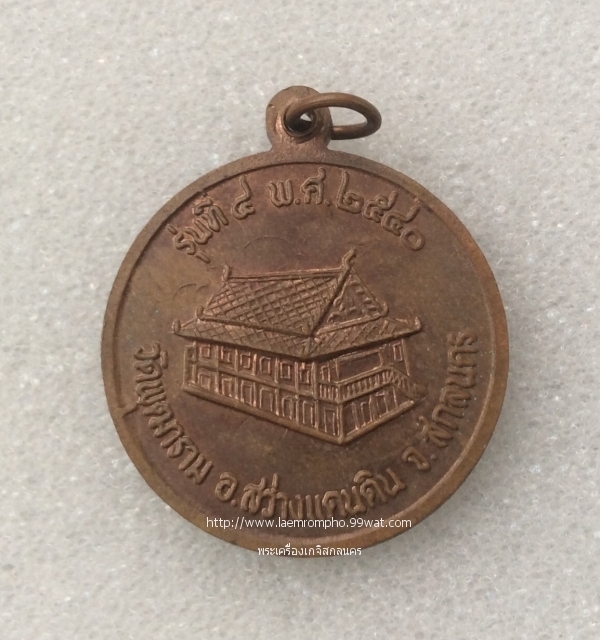 รุ่นที่ ๔ พ.ศ.๒๕๔๐
วัดพุฒาราม อ.สว่างแดนดิน จ.สกลนคร
http://www.laemrompho.99wat.com
พระเครื่องเกจิสกลนคร